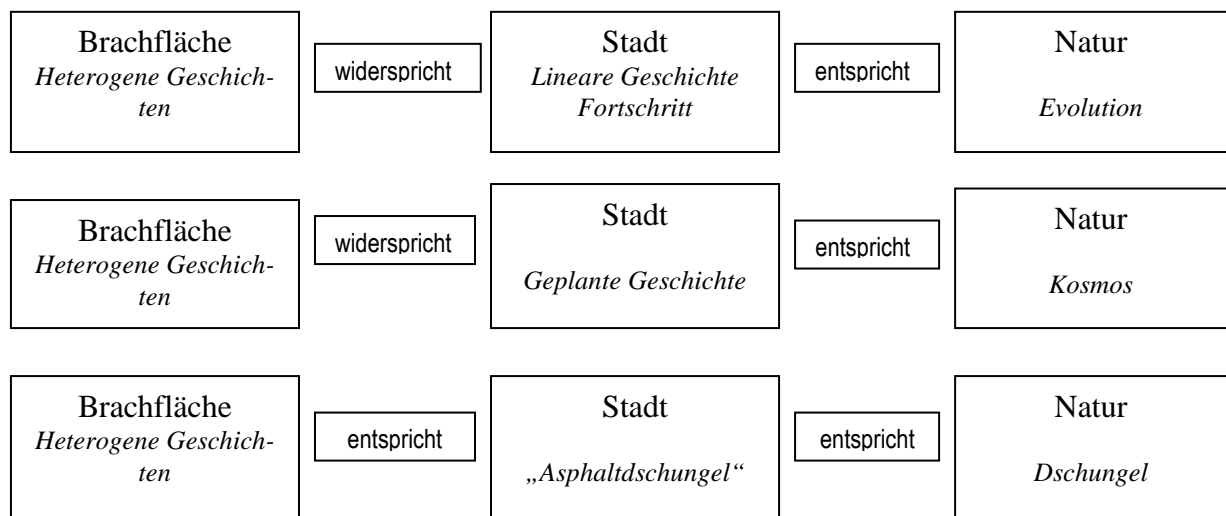 Brachfläche
Heterogene Geschich-
ten
widerspricht
Stadt
Lineare Geschichte
Fortschritt
entspricht
Natur
Evolution
Brachfläche
Heterogene Geschich-
ten
widerspricht
Stadt
Geplante Geschichte
entspricht
Natur
Kosmos
Brachfläche
Heterogene Geschich-
ten
entspricht
Stadt
„Asphaltdschungel“
entspricht
Natur
Dschungel